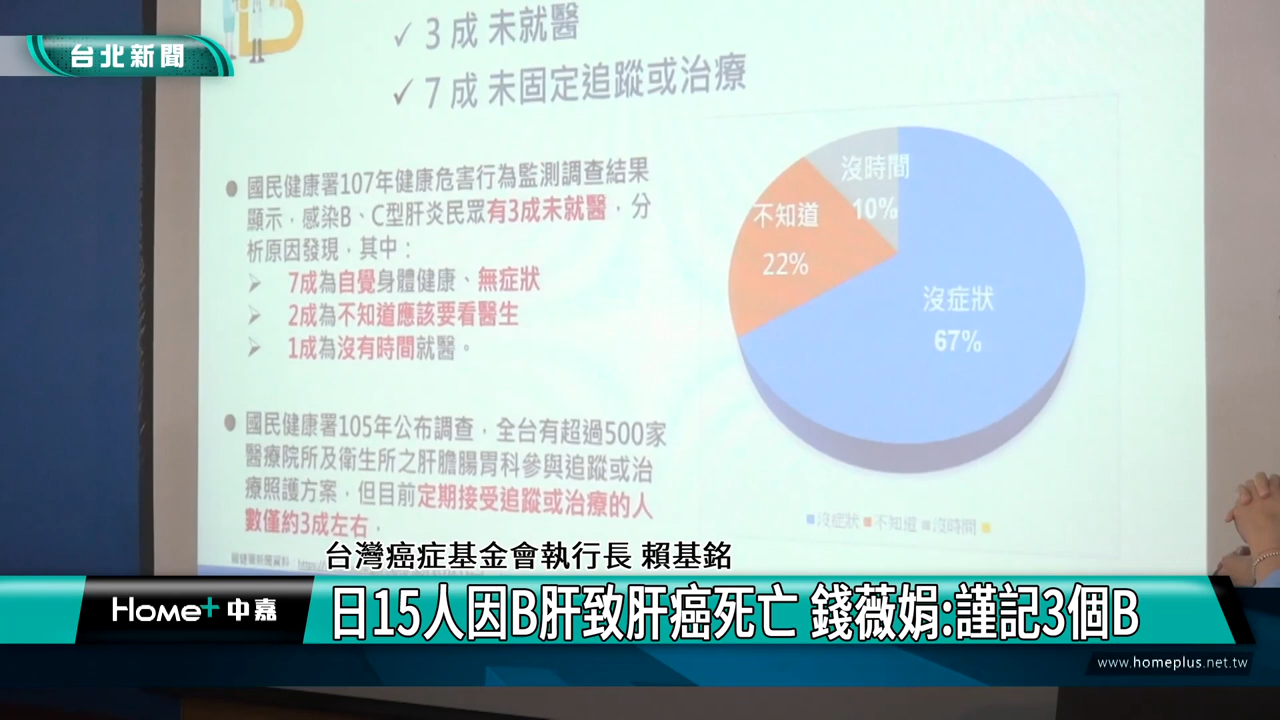 台北新聞
✓ 3成 未就醫
✓ 7成 未固定追蹤或治療
● 國民健康署107年健康危害行為監測調查結果
顯示，感染B、C型肝炎民眾有3成未就醫，分
析原因發現，其中：
➢ 7成為自覺身體健康、無症狀
➢ 2成為不知道應該要看醫生
➢ 1成為沒有時間就醫。
● 國民健康署105年公布調查，全台有超過500家
醫療院所及衛生所之肝膽腸胃科參與追蹤或治
療照護方案，但目前定期接受追蹤或治療的人
數僅約3成左右，
沒時間
10%
不知道
22%
沒症狀
67%
沒症狀 不知道 沒時間
台灣癌症基金會執行長 賴基銘
Home+ 中嘉
日15人因B肝致肝癌死亡 錢薇娟:謹記3個B
www.homeplus.net.tw